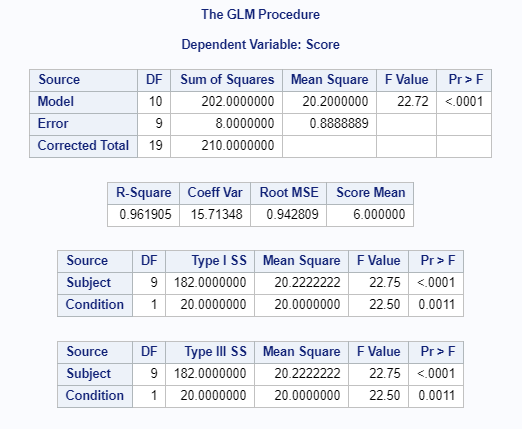 The GLM Procedure
Dependent Variable: Score
Source DF Sum of Squares Mean Square F Value Pr > F
Model 10 202.0000000 20.2000000 22.72 <.0001
Error 9 8.0000000 0.8888889
Corrected Total 19 210.0000000
R-Square Coeff Var Root MSE Score Mean
0.961905 15.71348 0.942809 6.000000
Source DF Type I SS Mean Square F Value Pr > F
Subject 9 182.0000000 20.2222222 22.75 <.0001
Condition 1 20.0000000 20.0000000 22.50 0.0011
Source DF Type III SS Mean Square F Value Pr > F
Subject 9 182.0000000 20.2222222 22.75 <.0001
Condition 1 20.0000000 20.0000000 22.50 0.0011